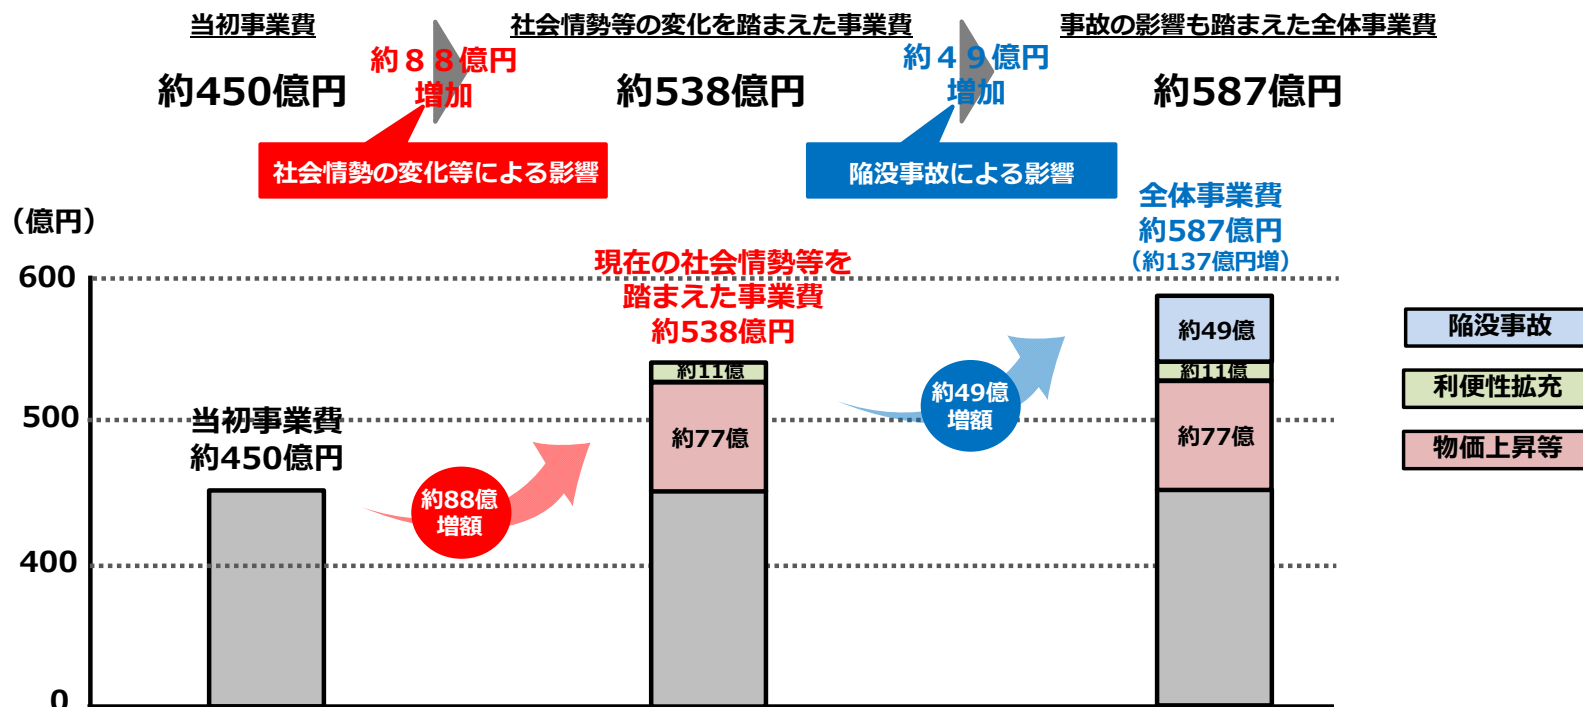 当初事業費
社会情勢等の変化を踏まえた事業費
事故の影響も踏まえた全体事業費
約450億円
約８８億円
増加
約538億円
約４９億円
増加
約587億円
社会情勢の変化等による影響
陥没事故による影響
（億円）
600
500
400
0
当初事業費
約450億円
約88億
増額
現在の社会情勢等を
踏まえた事業費
約538億円
約11億
約77億
約49億
増額
全体事業費
約587億円
（約137億円増）
約49億
約11億
約77億
陥没事故
利便性拡充
物価上昇等